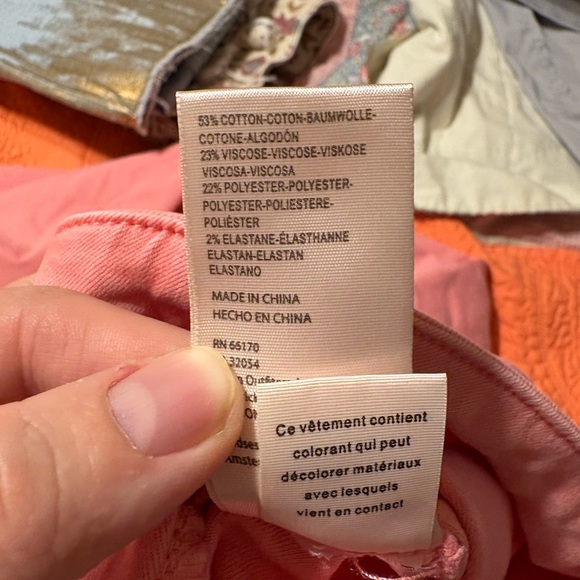 53% COTTON-COTON-BAUMWOLLE-
COTONE-ALGODÓN
23% VISCOSE-VISCOSE-VISKOSE
VISCOSA-VISCOSA
22% POLYESTER-POLYESTER-
POLYESTER-POLIESTERE-
POLIÉSTER
2% ELASTANE-ÉLASTHANNE
ELASTAN-ELASTAN
ELASTANO
MADE IN CHINA
HECHO EN CHINA
RN 66170
32054
Ce vêtement contient
colorant qui peut
décolorer matériaux
avec lesquels
vient en contact